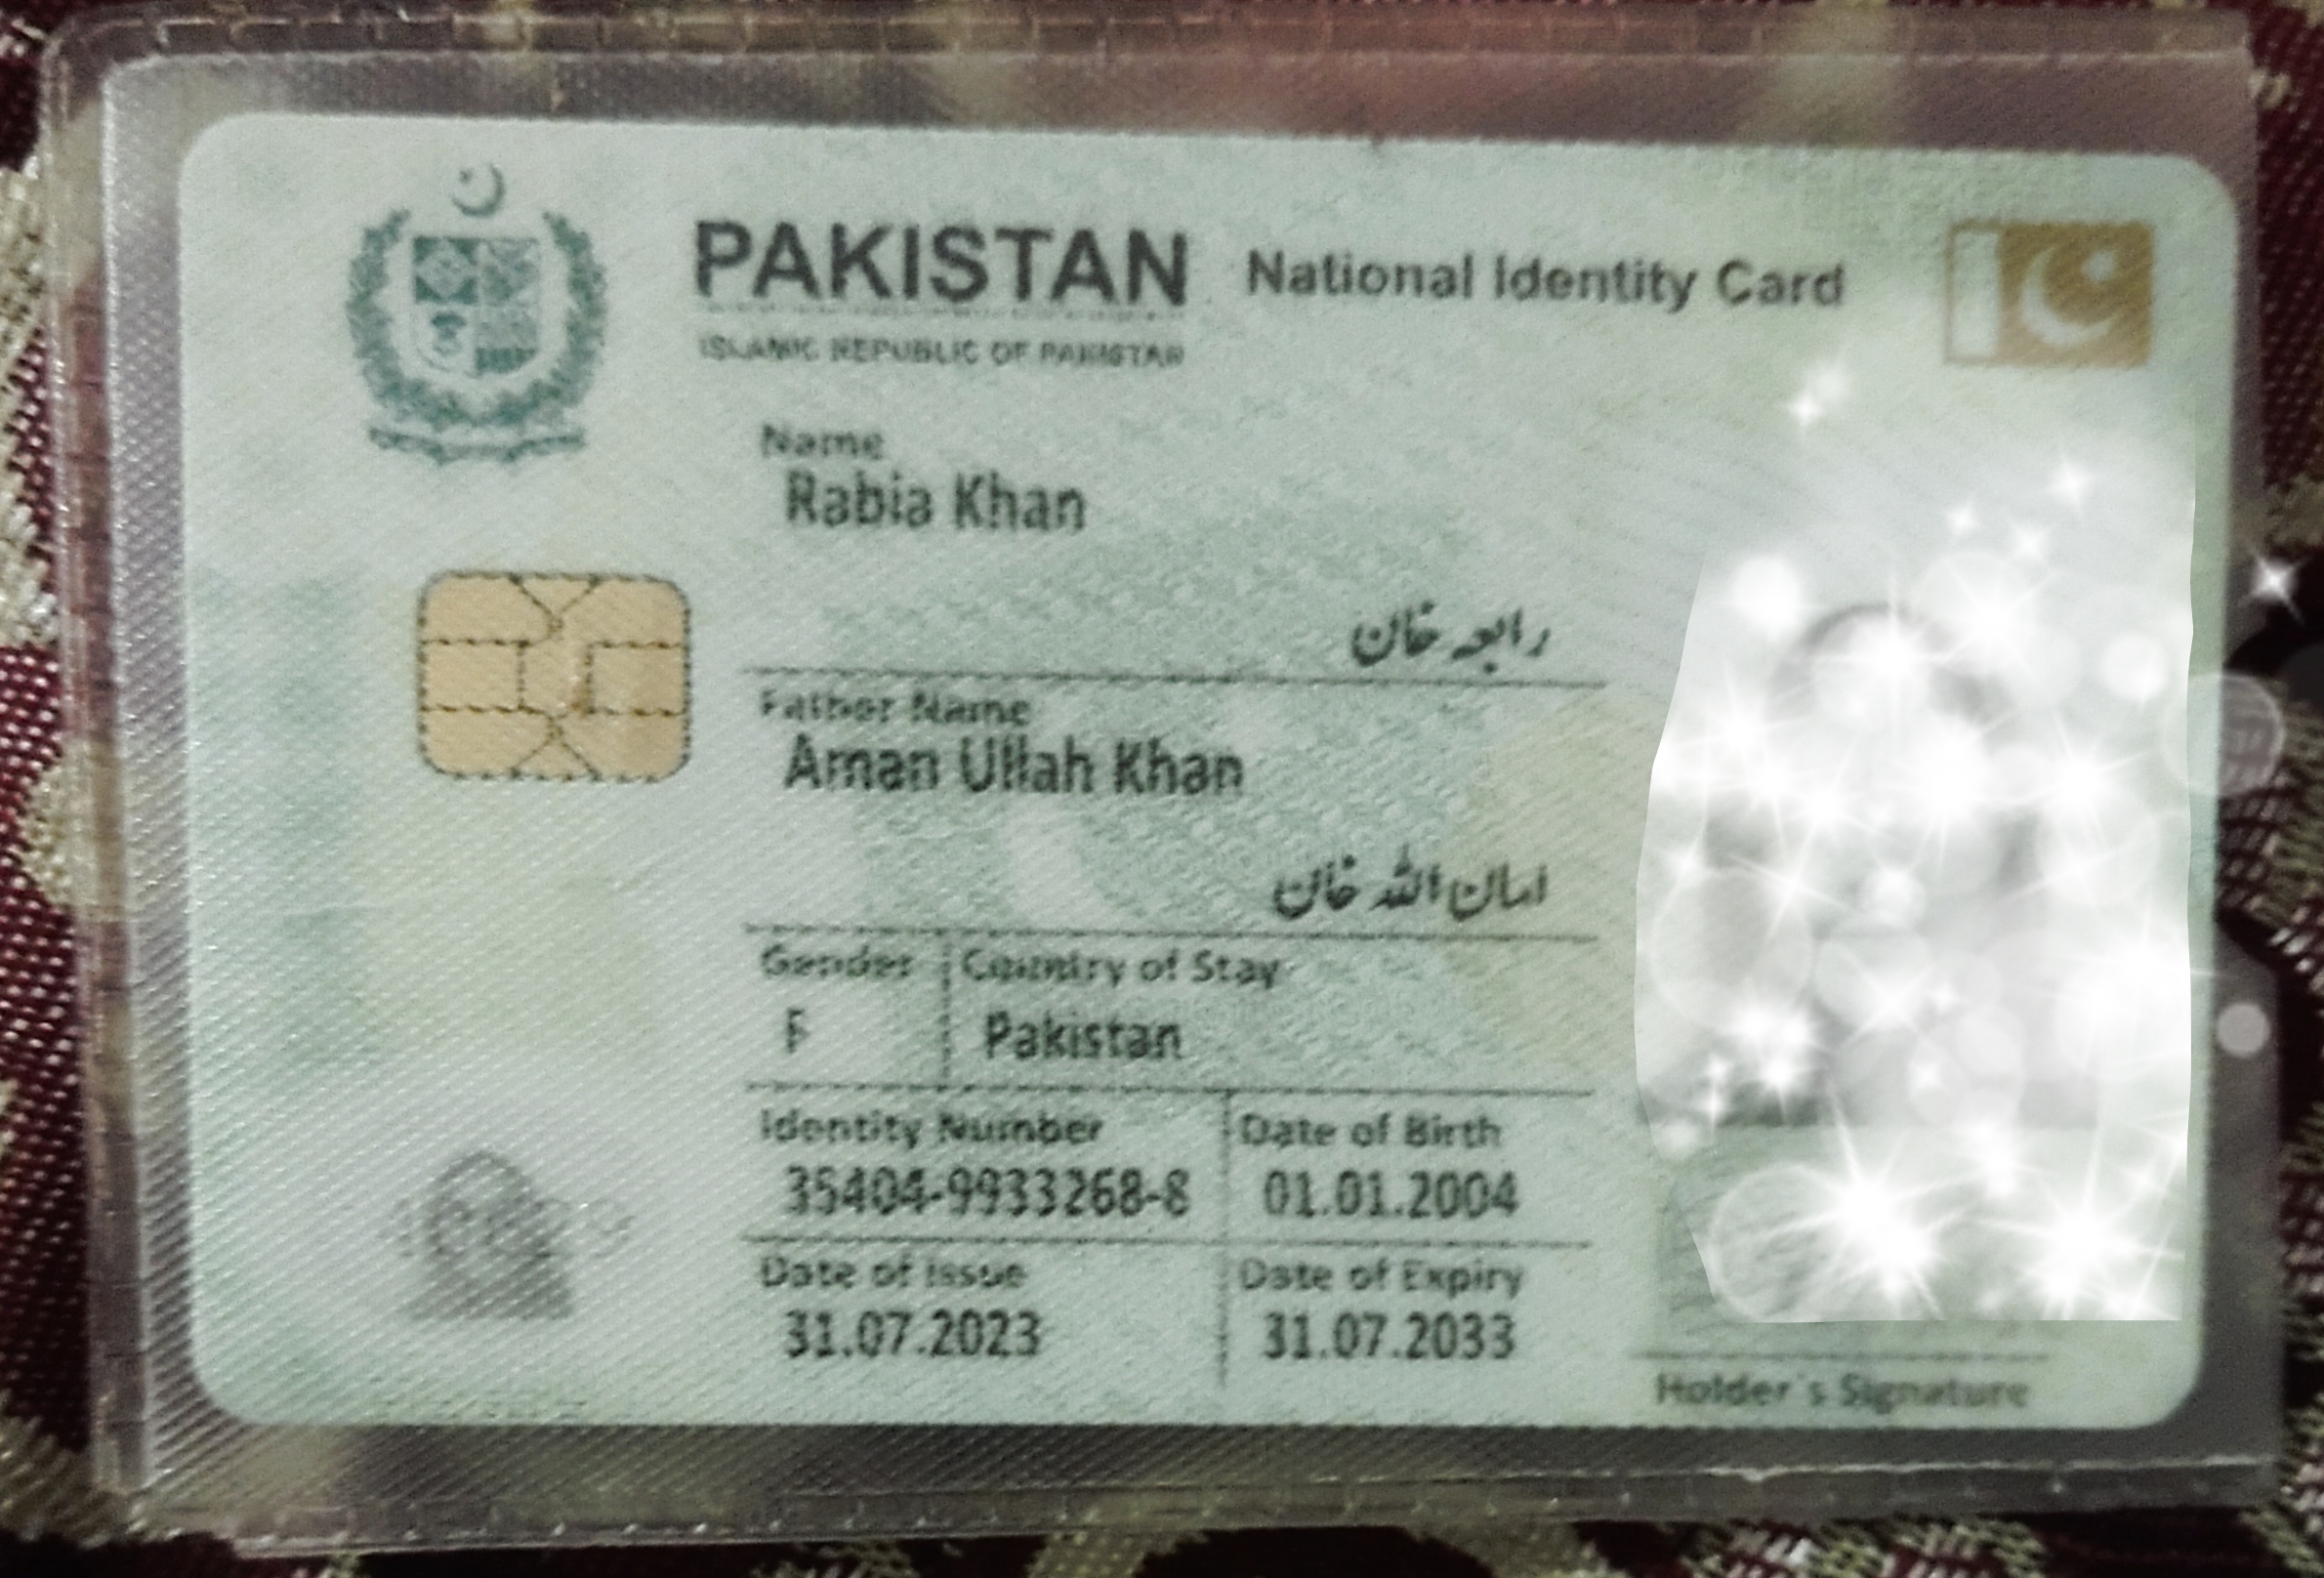 PAKISTAN National Identity Card
ISLAMIC REPUBLIC OF PAKISTAN
Name
Rabia Khan
رابعہ خان
Father Name
Aman Ullah Khan
امان اللہ خان
Gender Country of Stay
F Pakistan
Identity Number Date of Birth
35404-9933268-8 01.01.2004
Date of Issue Date of Expiry
31.07.2023 31.07.2033
Holder's Signature